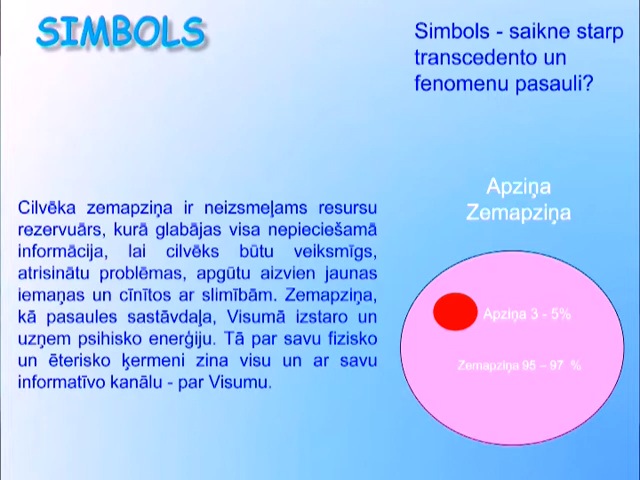 SIMBOLS
Simbols - saikne starp
transcedento un
fenomenu pasauli?
Cilvēka zemapziņa ir neizsmeļams resursu
rezervuārs, kurā glabājas visa nepieciešamā
informācija, lai cilvēks būtu veiksmīgs,
atrisinātu problēmas, apgūtu aizvien jaunas
iemaņas un cīnītos ar slimībām. Zemapziņa,
kā pasaules sastāvdaļa, Visumā izstaro un
uzņem psihisko enerģiju. Tā par savu fizisko
un ēterisko ķermeni zina visu un ar savu
informatīvo kanālu - par Visumu.
Apziņa
Zemapziņa
Apziņa 3 - 5%
Zemapziņa 95 – 97 %